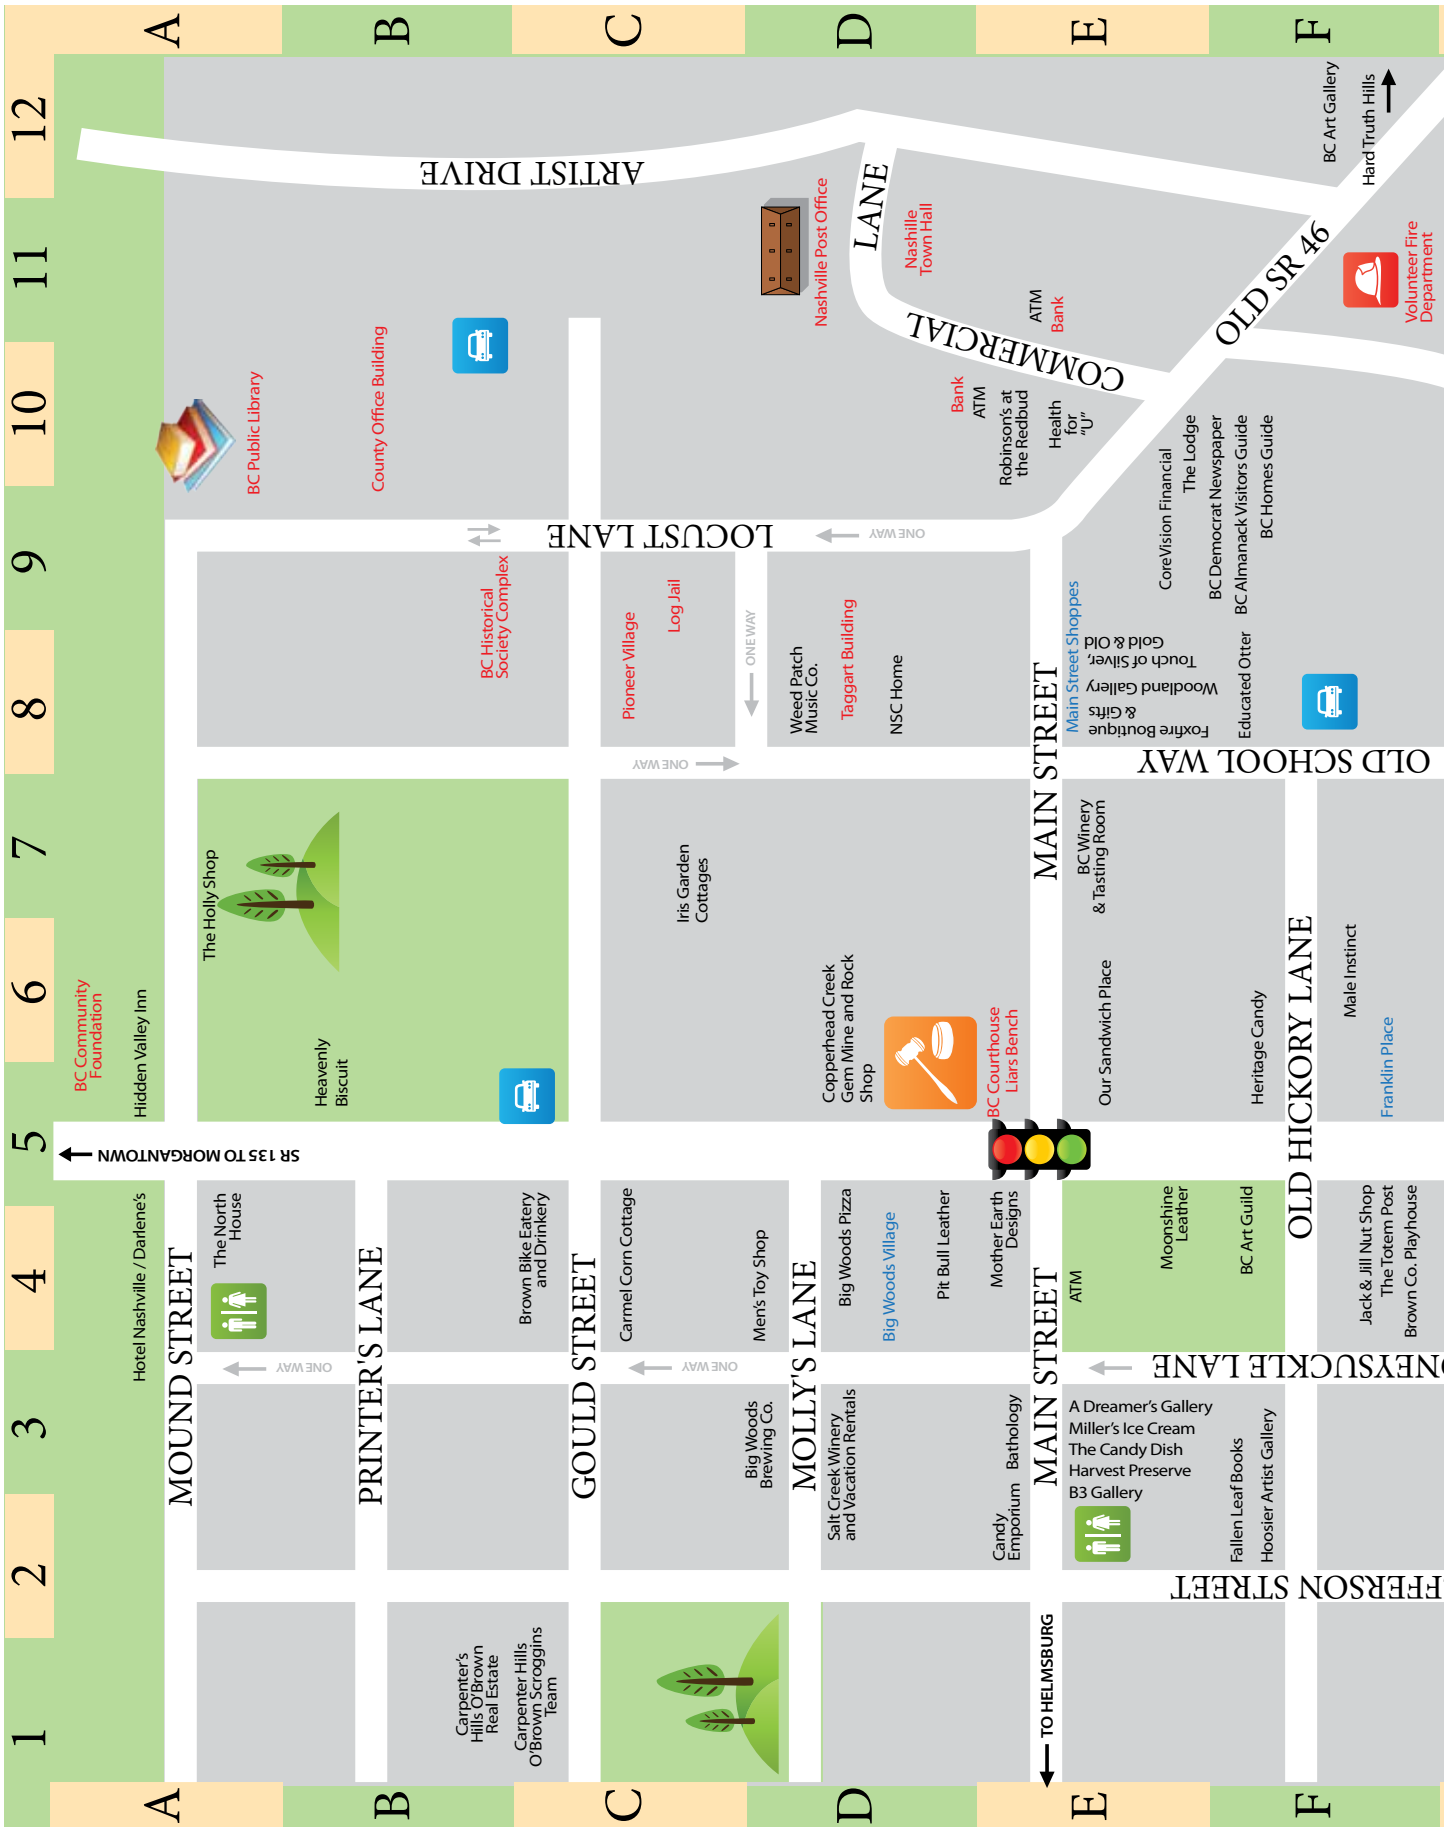 A
B
C
D
E
F
12
11
10
9
8
7
6
5
4
3
2
1
ARTIST DRIVE
BC Art Gallery
Hard Truth Hills
Nashville Post Office
LANE
Nashille
Town Hall
COMMERCIAL
ATM
Bank
OLD SR 46
Volunteer Fire
Department
BC Public Library
County Office Building
Bank
ATM
Robinson's at
the Redbud
Health
for
"U"
CoreVision Financial
The Lodge
BC Democrat Newspaper
BC Almanack Visitors Guide
BC Homes Guide
LOCUST LANE
ONE WAY
BC Historical
Society Complex
Pioneer Village
Log Jail
ONE WAY
Weed Patch
Music Co.
Taggart Building
NSC Home
MAIN STREET
Main Street Shoppes
Touch of Silver,
Gold & Old
Woodland Gallery
Foxfire Boutique
& Gifts
Educated Otter
ONE WAY
OLD SCHOOL WAY
The Holly Shop
Iris Garden
Cottages
BC Winery
& Tasting Room
BC Community
Foundation
Hidden Valley Inn
Heavenly
Biscuit
Copperhead Creek
Gem Mine and Rock
Shop
BC Courthouse
Liars Bench
Our Sandwich Place
Heritage Candy
OLD HICKORY LANE
Male Instinct
Franklin Place
SR 135 TO MORGANTOWN
Hotel Nashville / Darlene's
MOUND STREET
The North
House
PRINTER'S LANE
Brown Bike Eatery
and Drinkery
GOULD STREET
Carmel Corn Cottage
Men's Toy Shop
MOLLY'S LANE
Big Woods Pizza
Big Woods Village
Pit Bull Leather
Mother Earth
Designs
MAIN STREET
ATM
Moonshine
Leather
BC Art Guild
Jack & Jill Nut Shop
The Totem Post
Brown Co. Playhouse
ONE WAY
ONE WAY
ONEYSUCKLE LANE
Big Woods
Brewing Co.
Salt Creek Winery
and Vacation Rentals
Candy
Emporium
Bathology
A Dreamer's Gallery
Miller's Ice Cream
The Candy Dish
Harvest Preserve
B3 Gallery
Fallen Leaf Books
Hoosier Artist Gallery
FFERSON STREET
Carpenter's
Hills O'Brown
Real Estate
Carpenter Hills
O'Brown Scroggins
Team
TO HELMSBURG
A
B
C
D
E
F